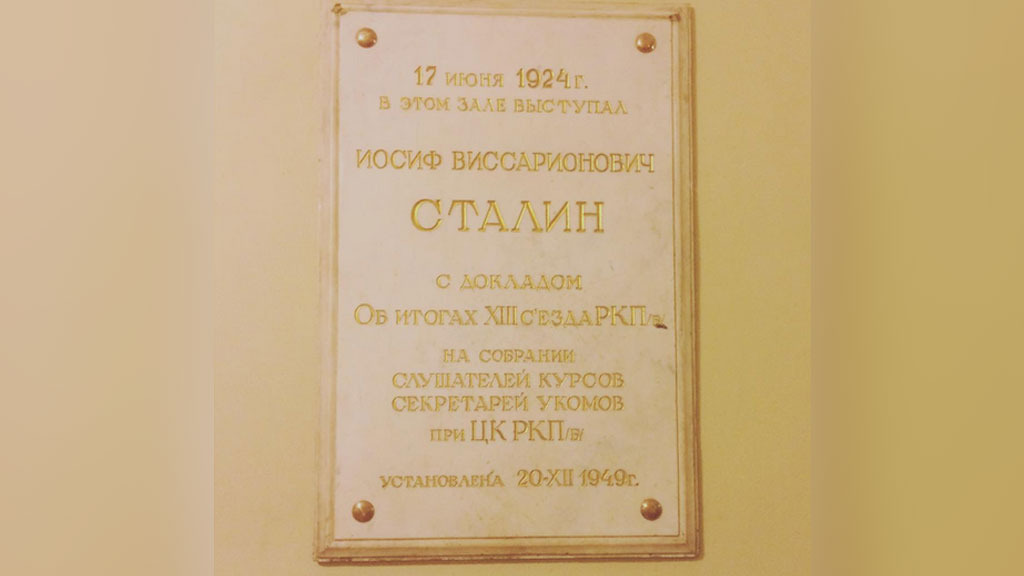 17 ИЮНЯ 1924 Г.
В ЭТОМ ЗАЛЕ ВЫСТУПАЛ
ИОСИФ ВИССАРИОНОВИЧ
СТАЛИН
С ДОКЛАДОМ
ОБ ИТОГАХ XIII С'ЕЗДА РКП/Б/
НА СОБРАНИИ
СЛУШАТЕЛЕЙ КУРСОВ
СЕКРЕТАРЕЙ УКОМОВ
ПРИ ЦК РКП/Б/
УСТАНОВЛЕНА 20-XII 1949г.